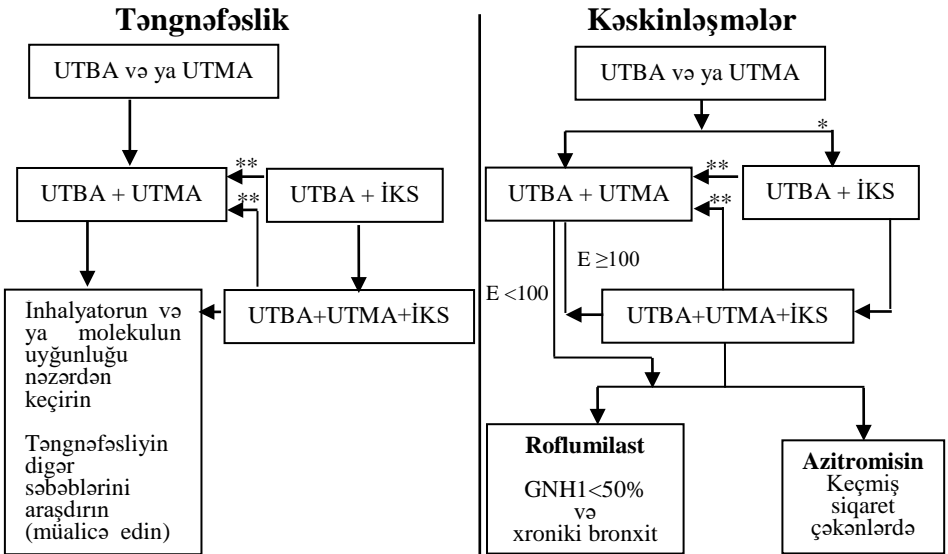 Təngnəfəslik
UTBA və ya UTMA
**
UTBA + UTMA
UTBA + İKS
**
UTBA+UTMA+İKS
Inhalyatorun və
ya molekulun
uyğunluğu
nəzərdən
keçirin
Təngnəfəsliyin
digər
səbəblərini
araşdırın
(müalicə edin)
Kəskinləşmələr
UTBA və ya UTMA
*
**
UTBA + UTMA
UTBA + İKS
**
E ≥100
E <100
UTBA+UTMA+İKS
Roflumilast
GNH1<50%
və
xroniki bronxit
Azitromisin
Keçmiş
siqaret
çəkənlərdə